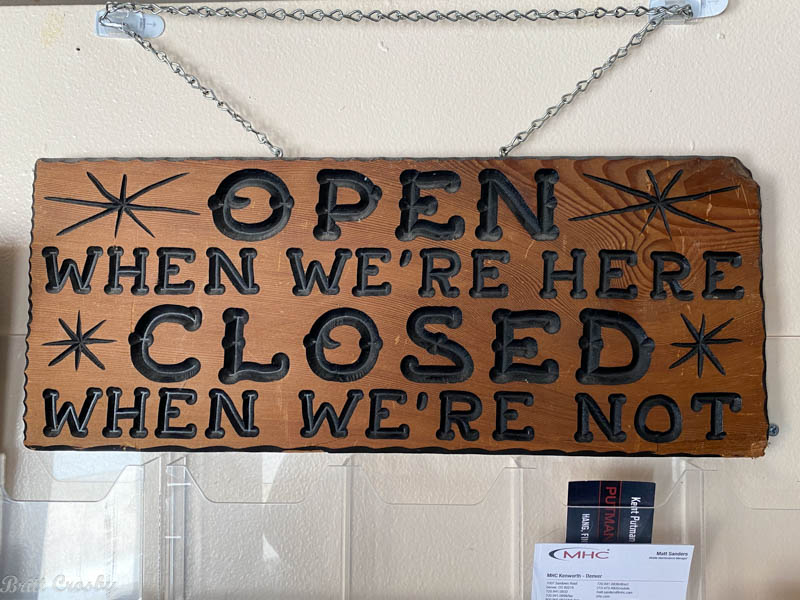 OPEN
WHEN WE'RE HERE
CLOSED
WHEN WE'RE NOT
Kent Putman
PUTMAN
MHC
Matt Sanders
MHC Kenworth - Denver
Britt Crosby